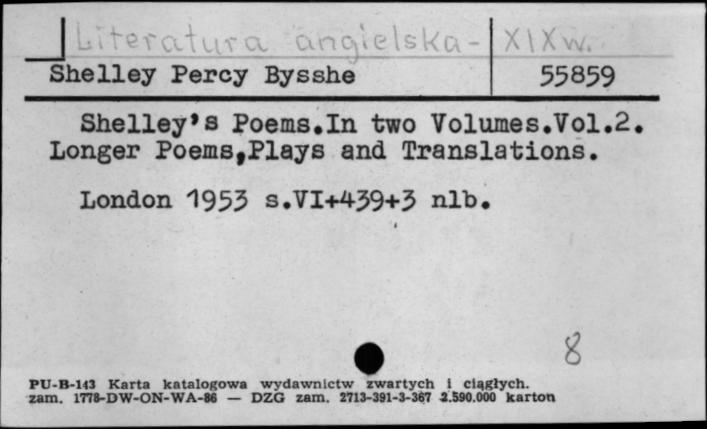 Literatura angielska - XIX w.
Shelley Percy Bysshe 55859
Shelley's Poems.In two Volumes.Vol.2.
Longer Poems,Plays and Translations.
London 1953 s.VI+439+3 nlb.
8
PU-B-143 Karta katalogowa wydawnictw zwartych i ciągłych.
zam. 1778-DW-ON-WA-86 — DZG zam. 2713-391-3-367 2.590.000 karton